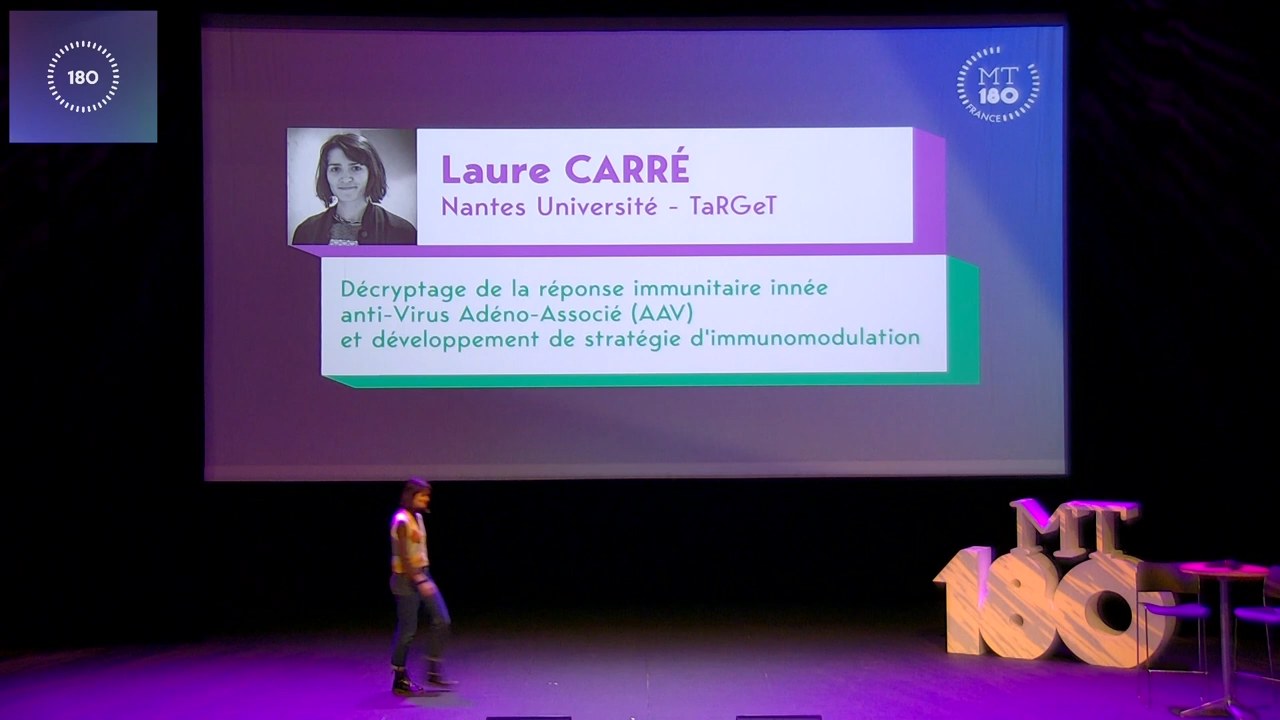 180
MT
180
FRANCE
Laure CARRÉ
Nantes Université - TaRGeT
Décryptage de la réponse immunitaire innée
anti-Virus Adéno-Associé (AAV)
et développement de stratégie d'immunomodulation
MT
180